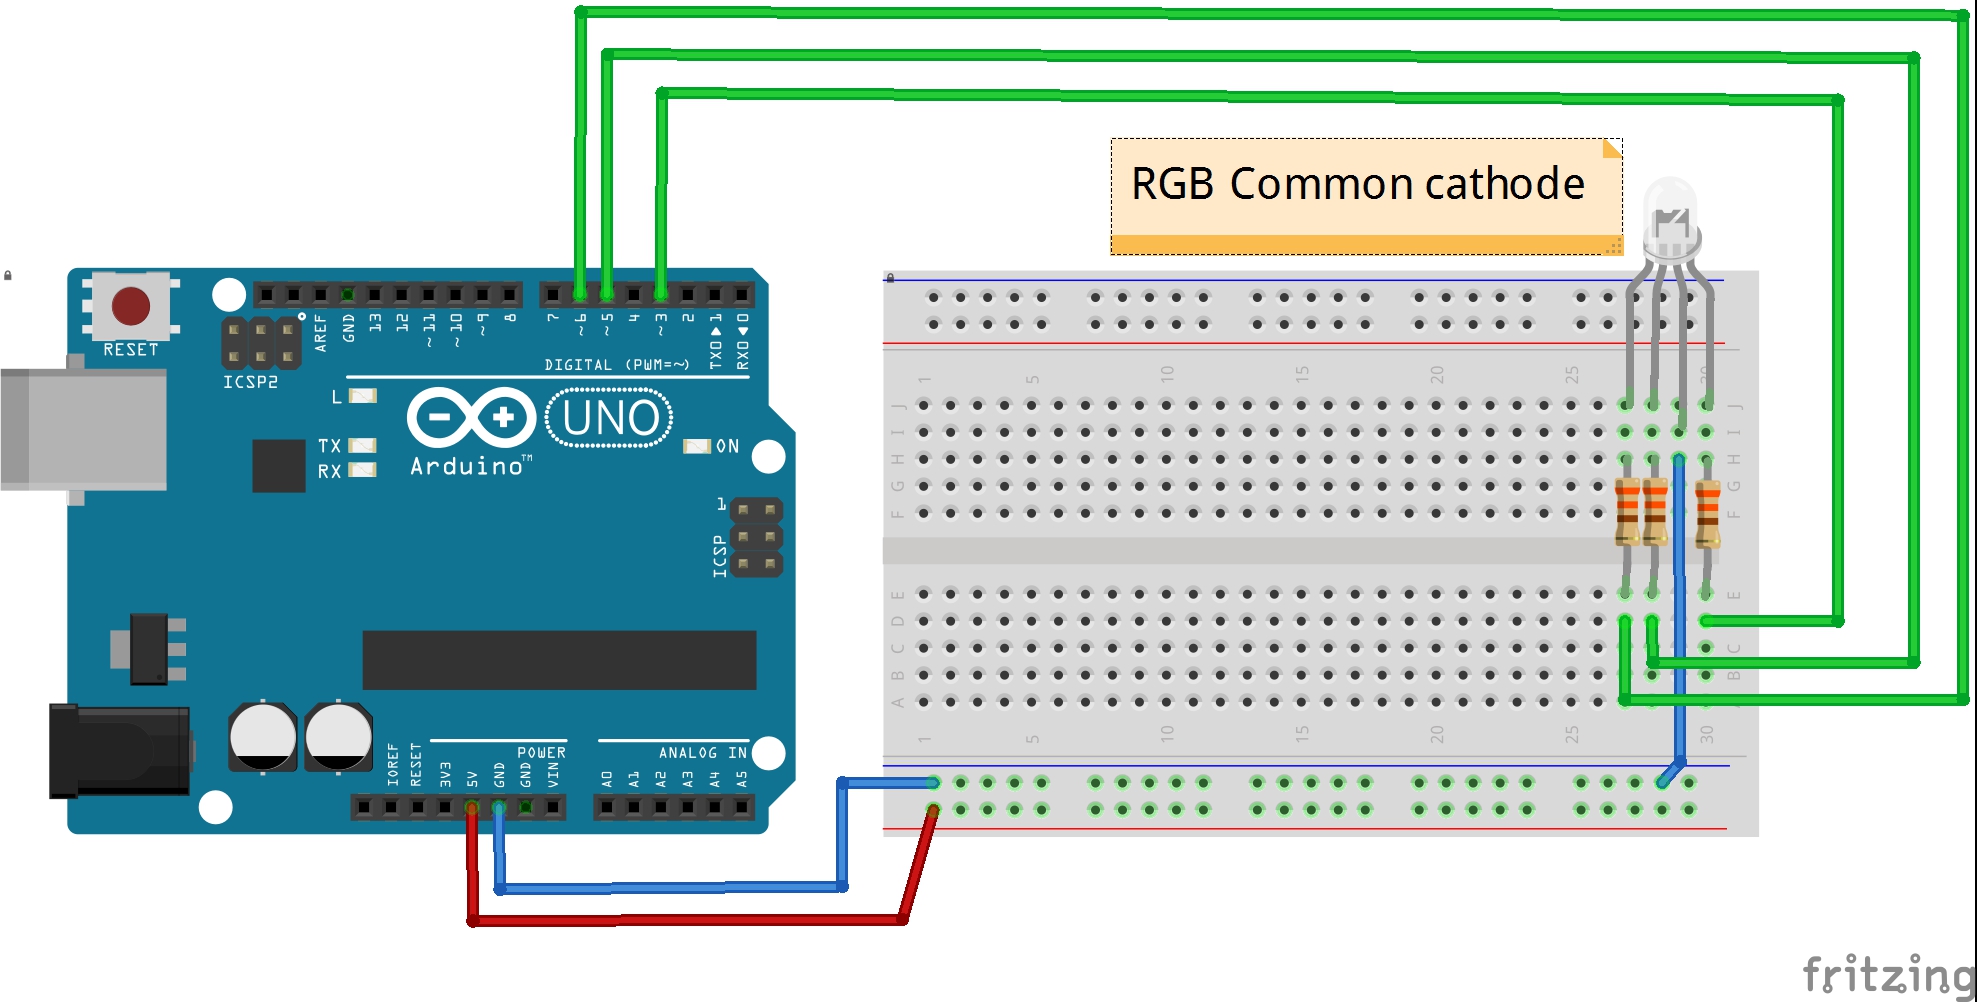 RGB Common cathode
RESET
ICSP2
AREF
GND
13
12
~11
~10
~9
8
7
~6
~5
4
~3
2
TX0▶1
RX0◀0
DIGITAL (PWM=~)
L
TX
RX
UNO
ON
Arduino™
1
ICSP
IOREF
RESET
3V3
5V
GND
GND
VIN
POWER
A0
A1
A2
A3
A4
A5
ANALOG IN
1 5 10 15 20 25 30
J J
I I
H H
G G
F F
E E
D
C C
B B
A
1 5 10 15 20 25 30
fritzing